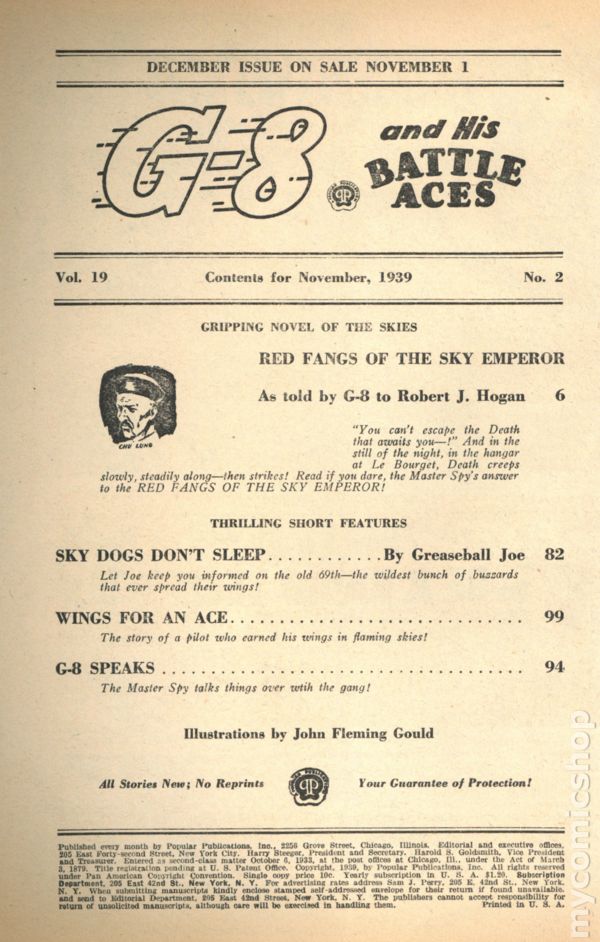 DECEMBER ISSUE ON SALE NOVEMBER 1
G-8
and His
BATTLE
ACES
Vol. 19 Contents for November, 1939 No. 2
GRIPPING NOVEL OF THE SKIES
RED FANGS OF THE SKY EMPEROR
As told by G-8 to Robert J. Hogan 6
CHU LUNG
"You can't escape the Death
that awaits you—!" And in the
still of the night, in the hangar
at Le Bourget, Death creeps
slowly, steadily along—then strikes! Read if you dare, the Master Spy's answer
to the RED FANGS OF THE SKY EMPEROR!
THRILLING SHORT FEATURES
SKY DOGS DON'T SLEEP............By Greaseball Joe 82
Let Joe keep you informed on the old 69th—the wildest bunch of buzzards
that ever spread their wings!
WINGS FOR AN ACE.............................. 99
The story of a pilot who earned his wings in flaming skies!
G-8 SPEAKS ..................................... 94
The Master Spy talks things over wtih the gang!
Illustrations by John Fleming Gould
All Stories New; No Reprints Your Guarantee of Protection!
Published every month by Popular Publications, Inc., 2256 Grove Street, Chicago, Illinois. Editorial and executive offices,
205 East Forty-second Street, New York City. Harry Steeger, President and Secretary. Harold S. Goldsmith, Vice President
and Treasurer. Entered as second-class matter October 6, 1933, at the post offices at Chicago, Ill., under the Act of March
3, 1879. Title registration pending at U. S. Patent Office. Copyright, 1939, by Popular Publications, Inc. All rights reserved
under Pan American Copyright Convention. Single copy price 10c. Yearly subscription in U. S. A. $1.20. Subscription
Department, 205 East 42nd St., New York, N. Y. For advertising rates address Sam J. Perry, 205 E. 42nd St., New York,
N. Y. When submitting manuscripts kindly enclose stamped self-addressed envelope for their return if found unavailable,
and send to Editorial Department, 205 East 42nd Street, New York, N. Y. The publishers cannot accept responsibility for
return of unsolicited manuscripts, although care will be exercised in handling them. Printed in U. S. A.
mycomicshop